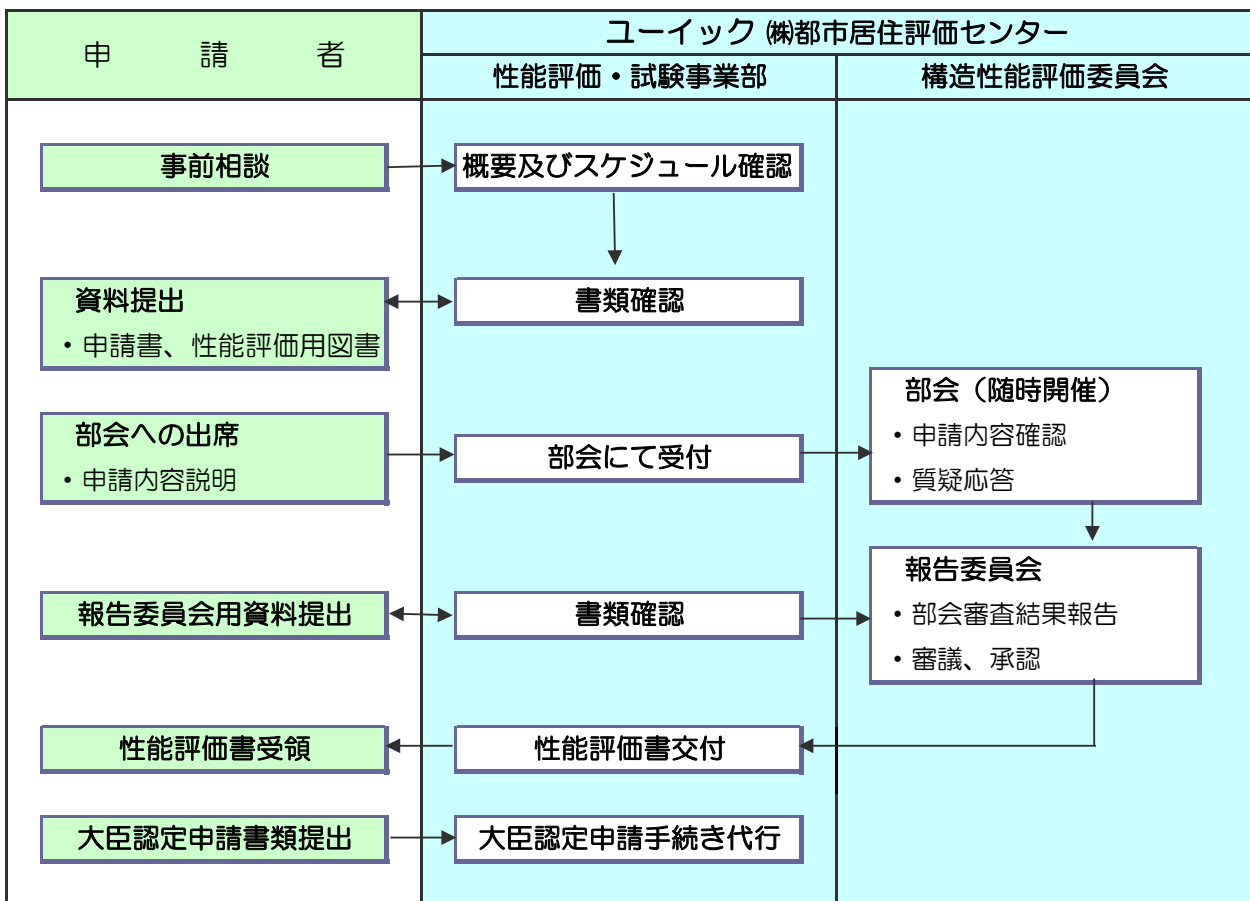 申請者
ユーイック ㈱都市居住評価センター
性能評価・試験事業部
構造性能評価委員会
事前相談
概要及びスケジュール確認
資料提出
・申請書、性能評価用図書
書類確認
部会（随時開催）
・申請内容確認
・質疑応答
部会への出席
・申請内容説明
部会にて受付
報告委員会
・部会審査結果報告
・審議、承認
報告委員会用資料提出
書類確認
性能評価書受領
性能評価書交付
大臣認定申請書類提出
大臣認定申請手続き代行